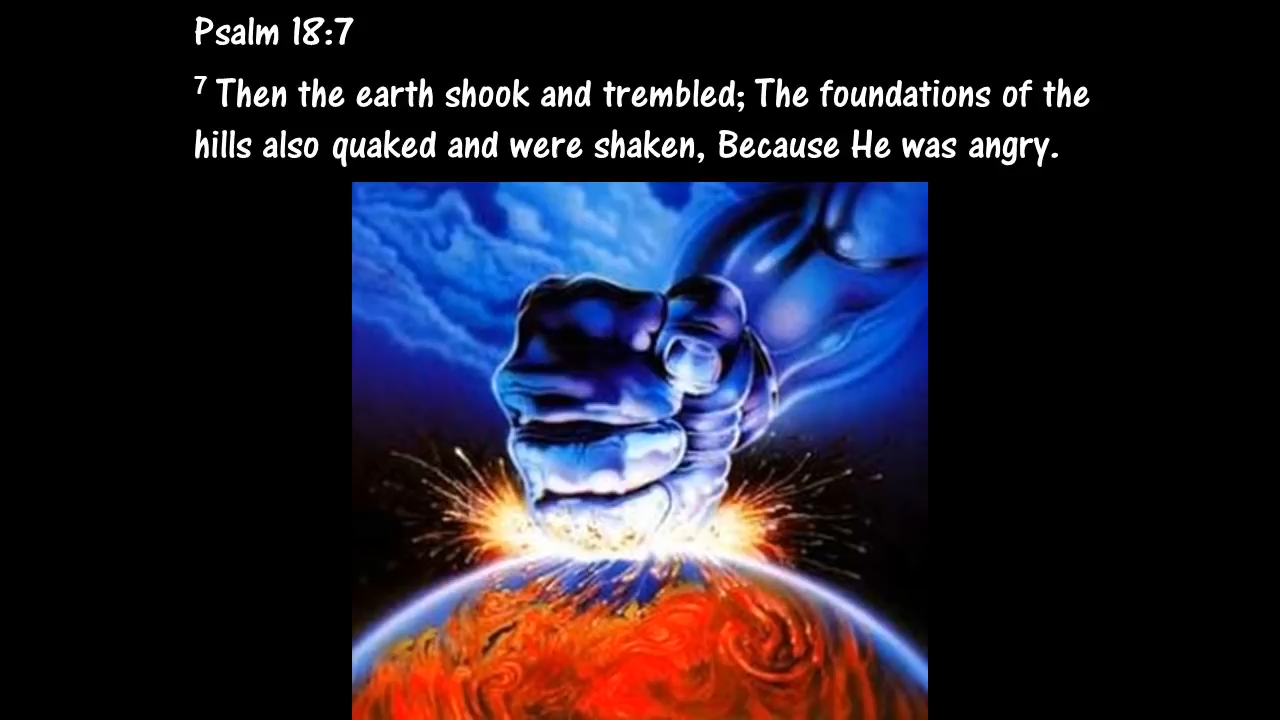 Psalm 18:7
7 Then the earth shook and trembled; The foundations of the
hills also quaked and were shaken, Because He was angry.